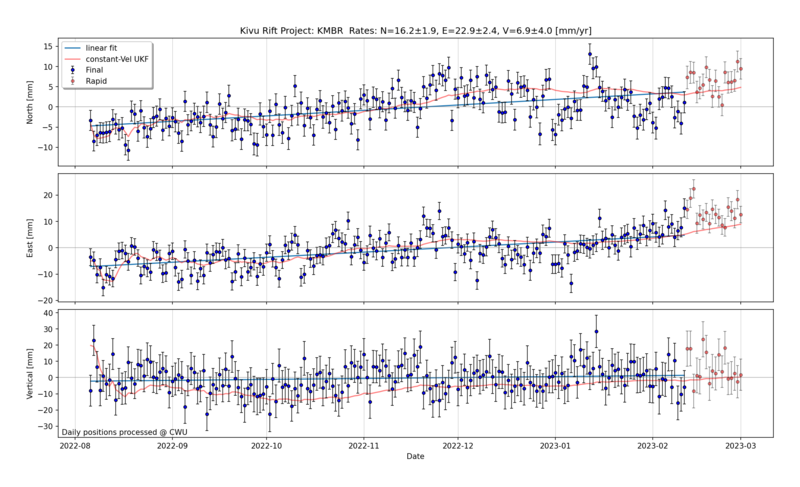 Kivu Rift Project: KMBR  Rates: N=16.2±1.9, E=22.9±2.4, V=6.9±4.0 [mm/yr]
linear fit
constant-Vel UKF
Final
Rapid
North [mm]
15
10
5
0
−5
−10
East [mm]
20
10
0
−10
−20
Vertical [mm]
40
30
20
10
0
−10
−20
−30
Daily positions processed @ CWU
2022-08
2022-09
2022-10
2022-11
2022-12
2023-01
2023-02
2023-03
Date